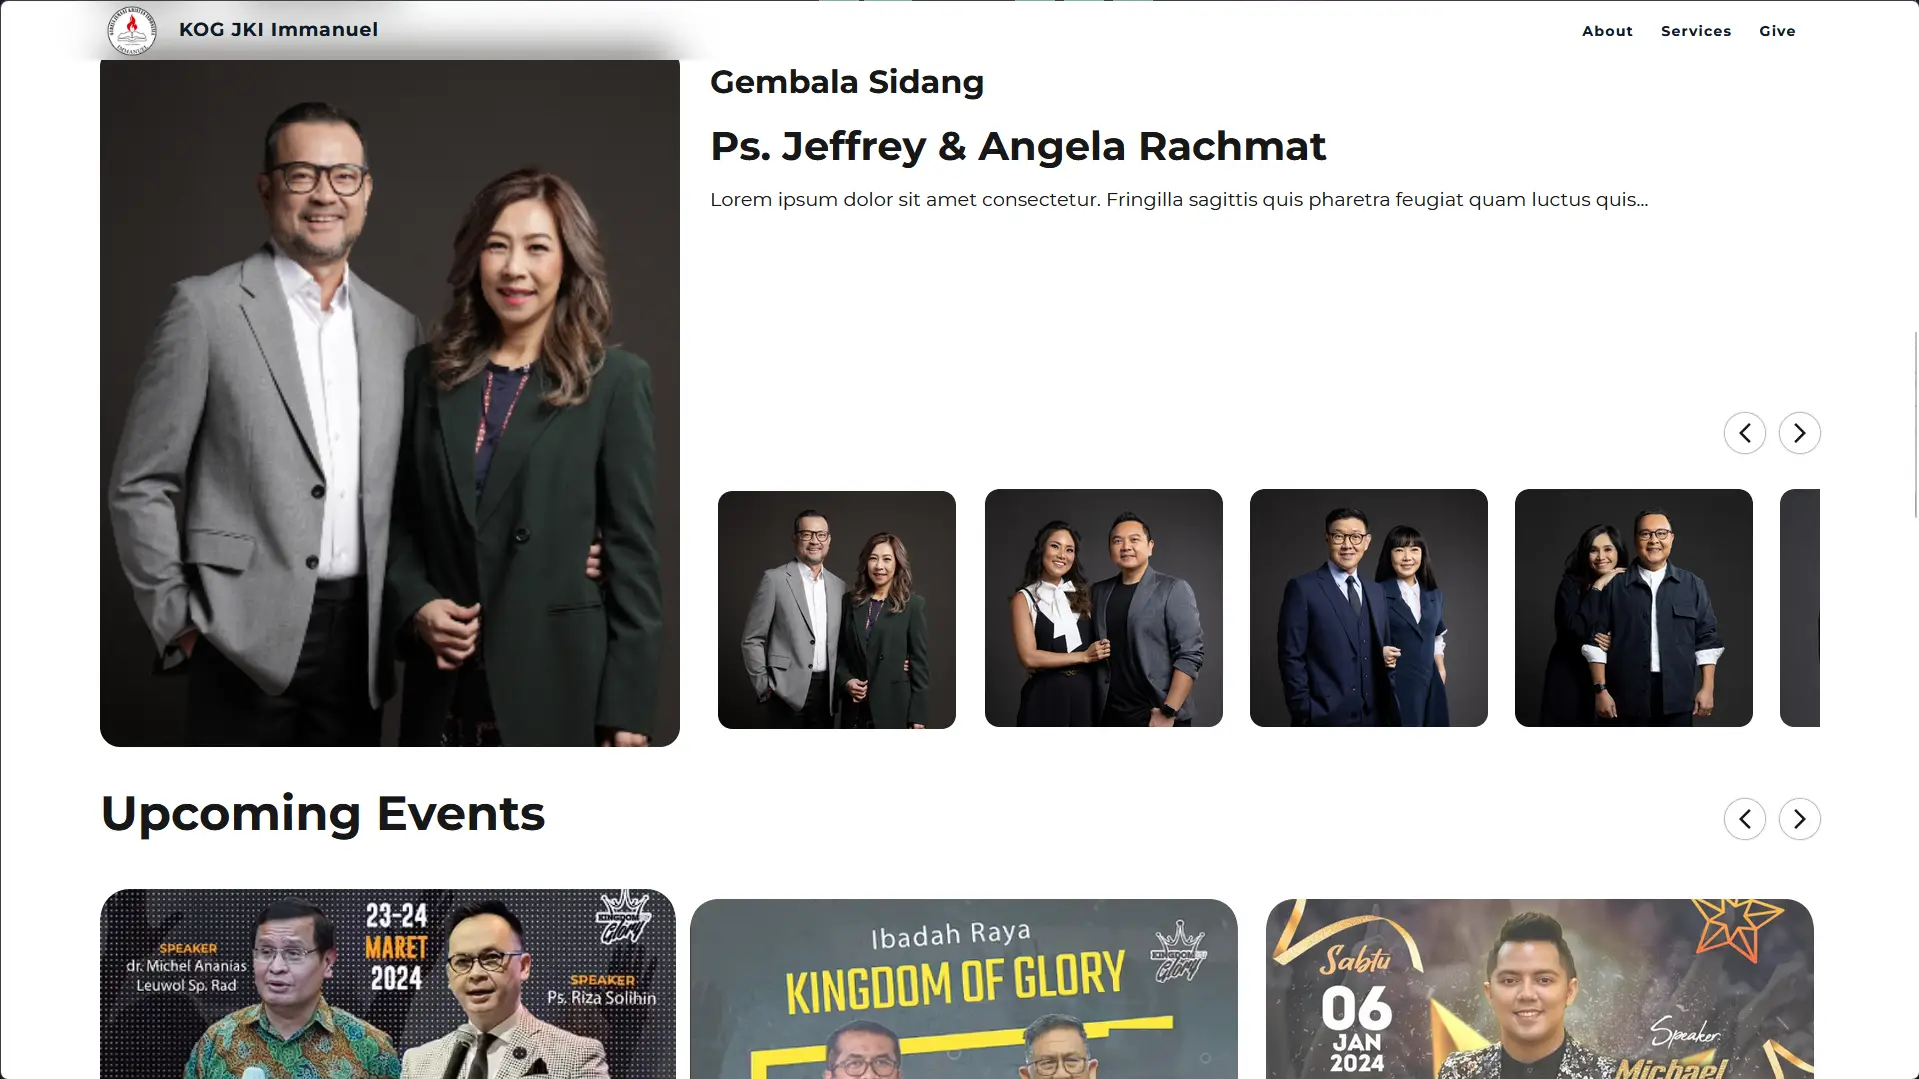 KOG JKI Immanuel
About
Services
Give
IMMANUEL
Gembala Sidang
Ps. Jeffrey & Angela Rachmat
Lorem ipsum dolor sit amet consectetur. Fringilla sagittis quis pharetra feugiat quam luctus quis...
Upcoming Events
SPEAKER
dr. Michel Ananias
Leuwol Sp. Rad
23-24
MARET
2024
KINGDOM
Glory
SPEAKER
Ps. Riza Solihin
Ibadah Raya
KINGDOM OF GLORY
KINGDOM
Glory
Sabtu
06
JAN
2024
Speaker:
Michael